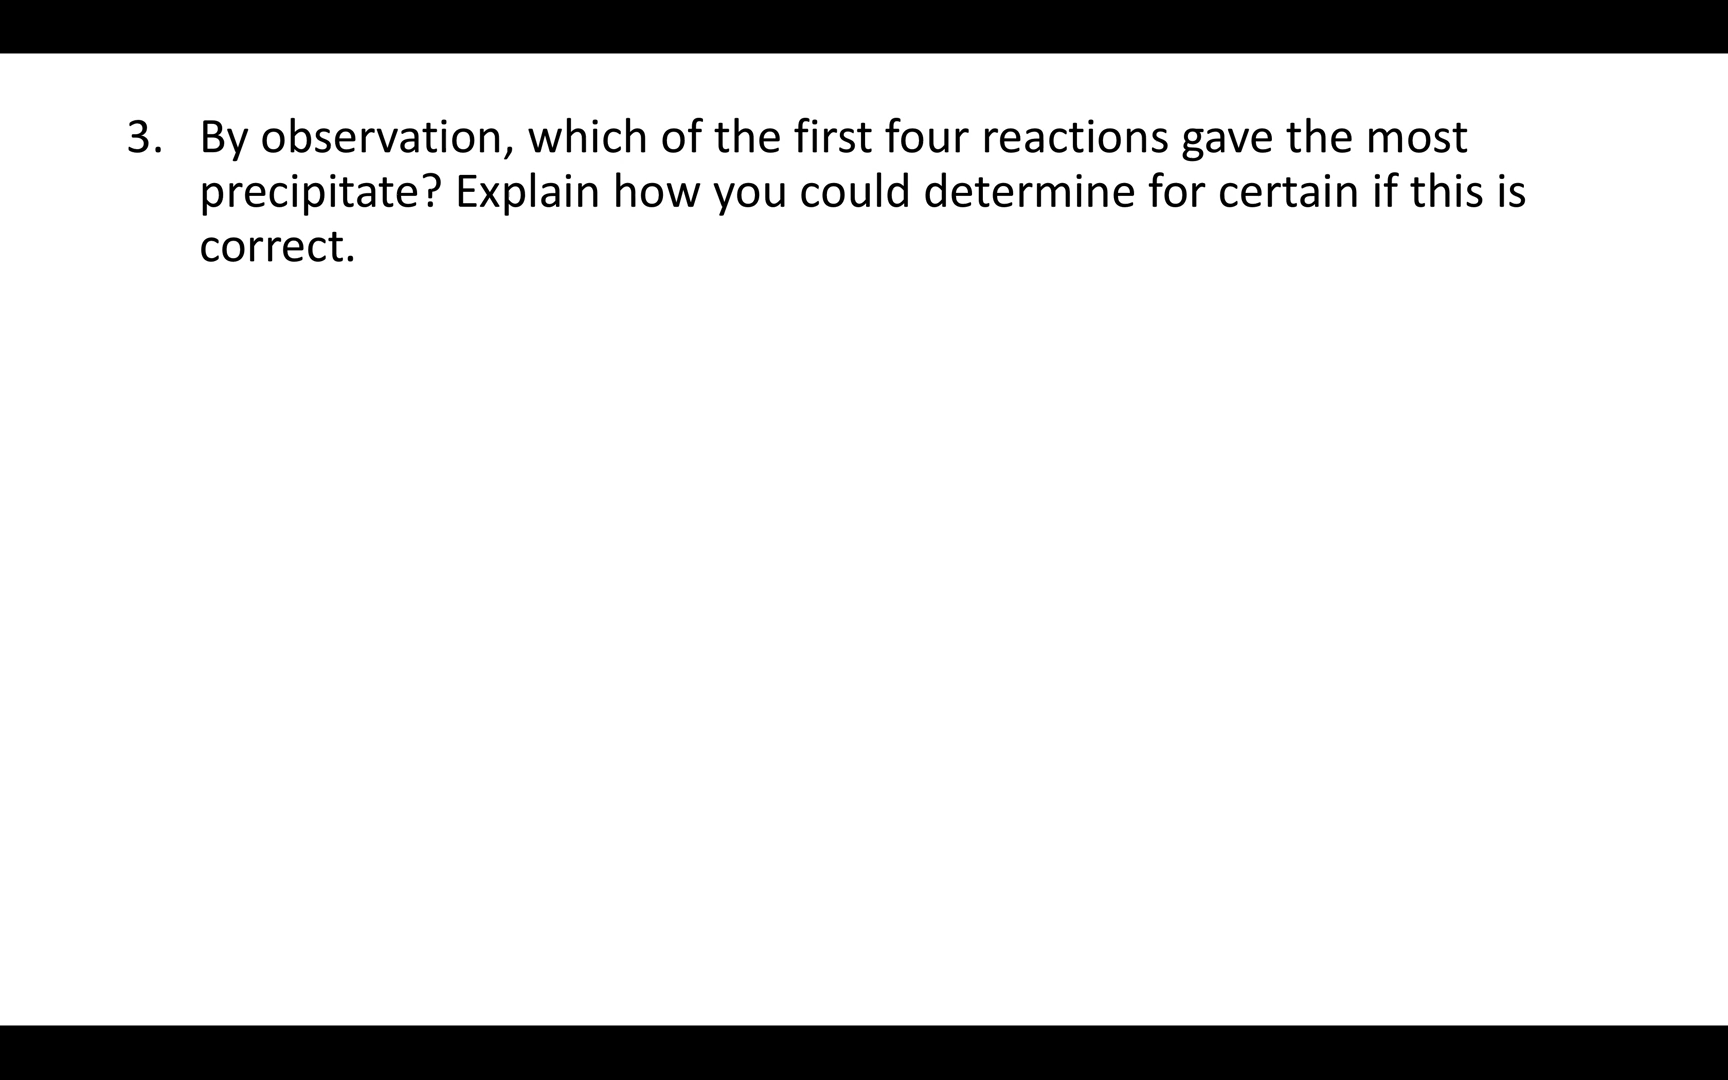 3. By observation, which of the first four reactions gave the most
precipitate? Explain how you could determine for certain if this is
correct.